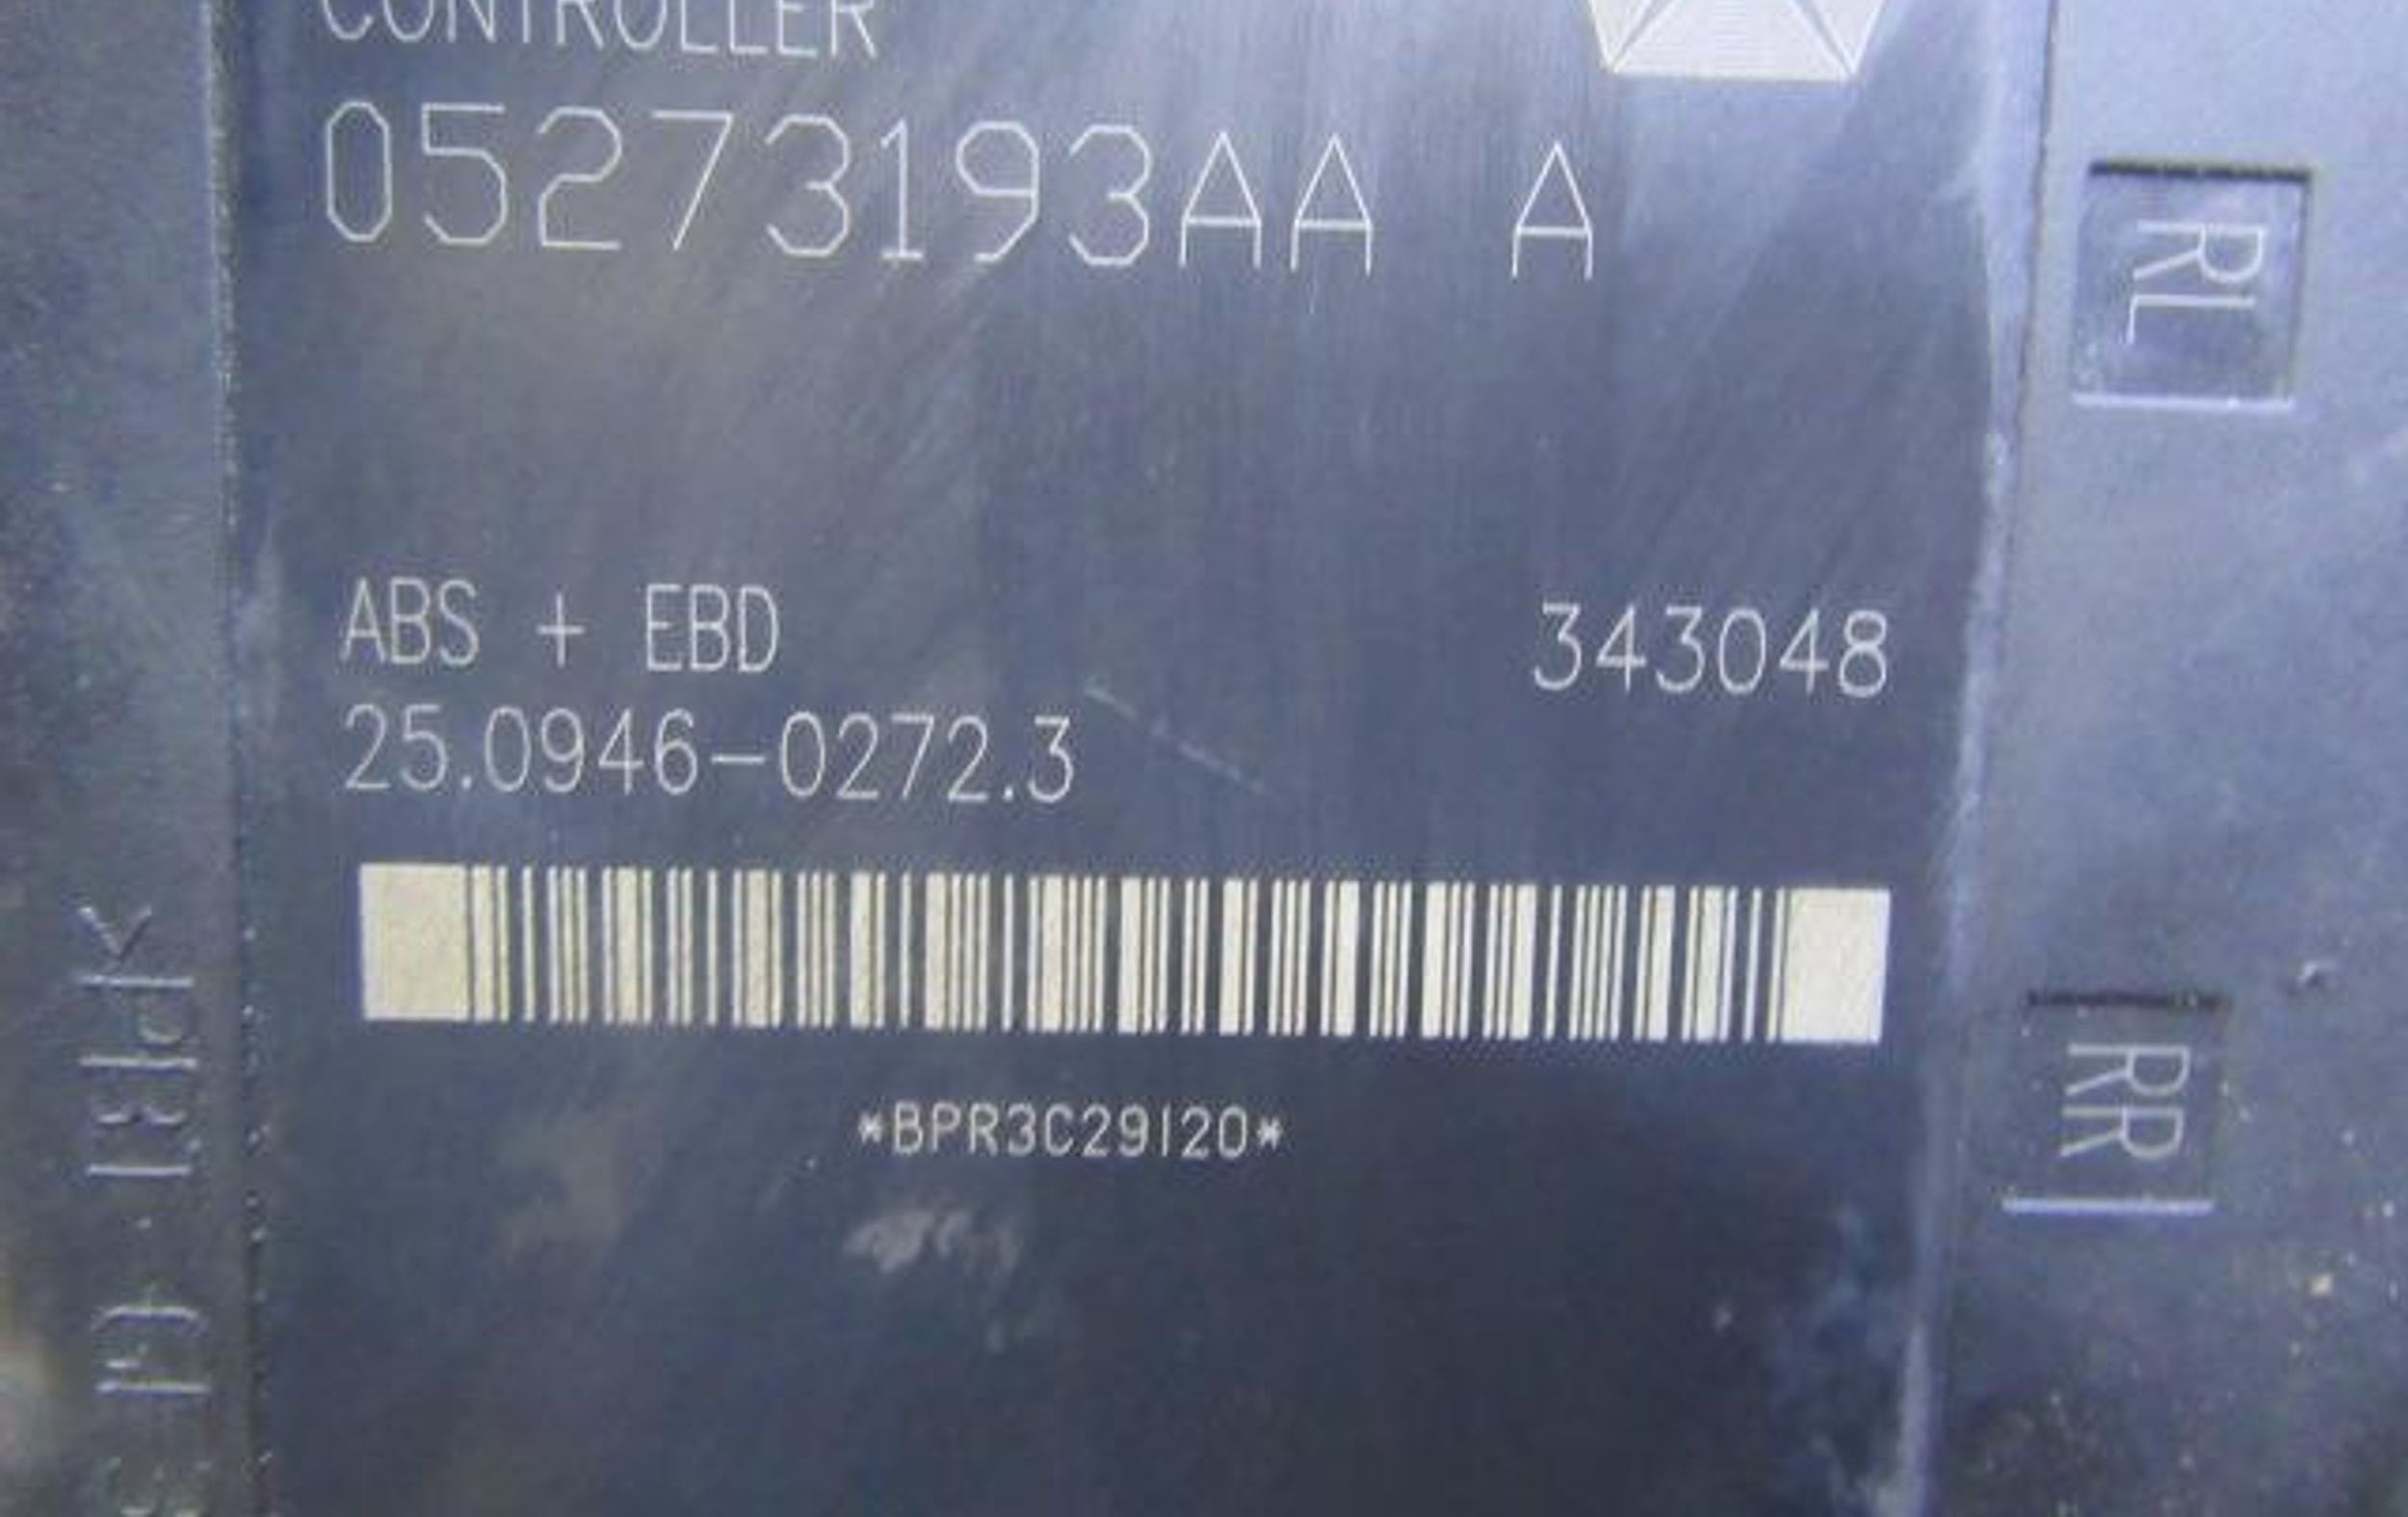 CONTROLLER
05273193AA A
RL
ABS + EBD
343048
25.0946-0272.3
*BPR3C29120*
RR